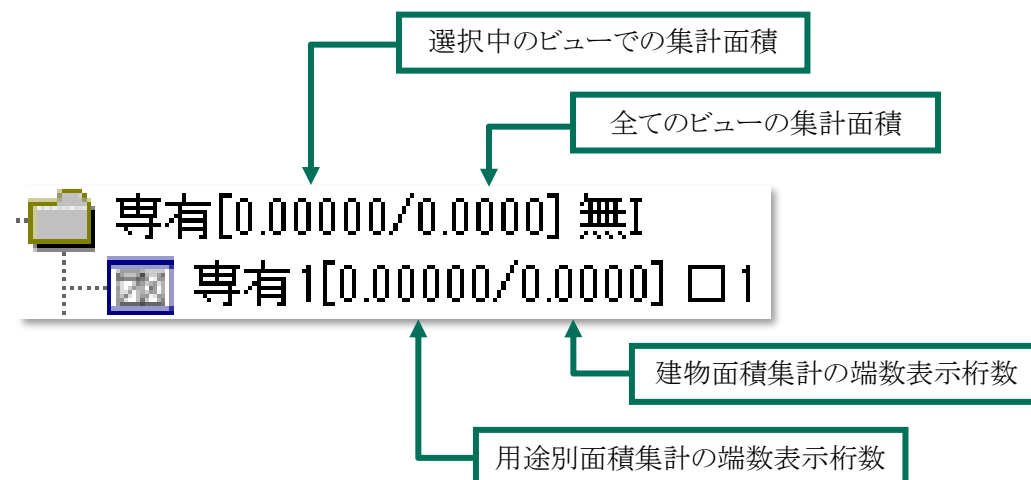 選択中のビューでの集計面積
全てのビューの集計面積
専有[0.00000/0.0000] 無I
専有1[0.00000/0.0000] 口1
建物面積集計の端数表示桁数
用途別面積集計の端数表示桁数